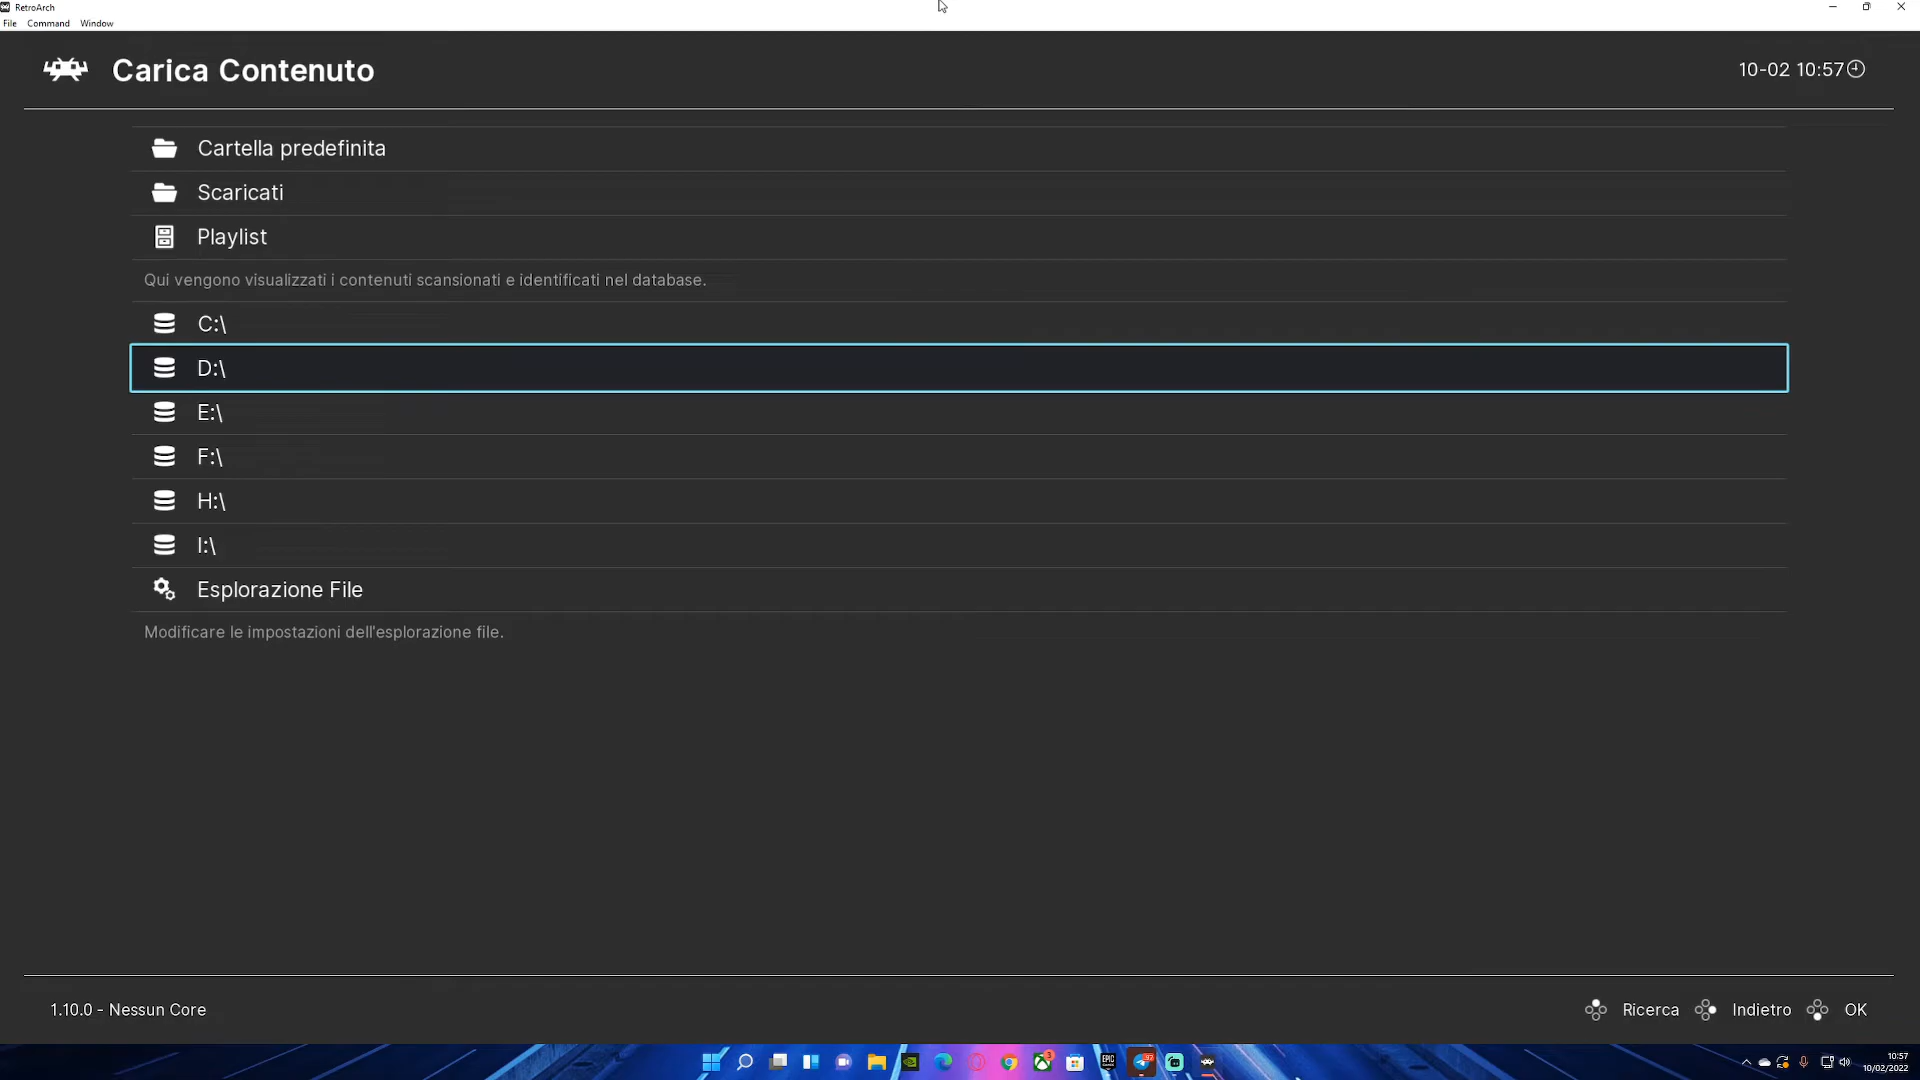 RetroArch
File Command Window
Carica Contenuto
10-02 10:57
Cartella predefinita
Scaricati
Playlist
Qui vengono visualizzati i contenuti scansionati e identificati nel database.
C:\
D:\
E:\
F:\
H:\
I:\
Esplorazione File
Modificare le impostazioni dell'esplorazione file.
1.10.0 - Nessun Core
Ricerca Indietro OK
EPIC
10:57
10/02/2022